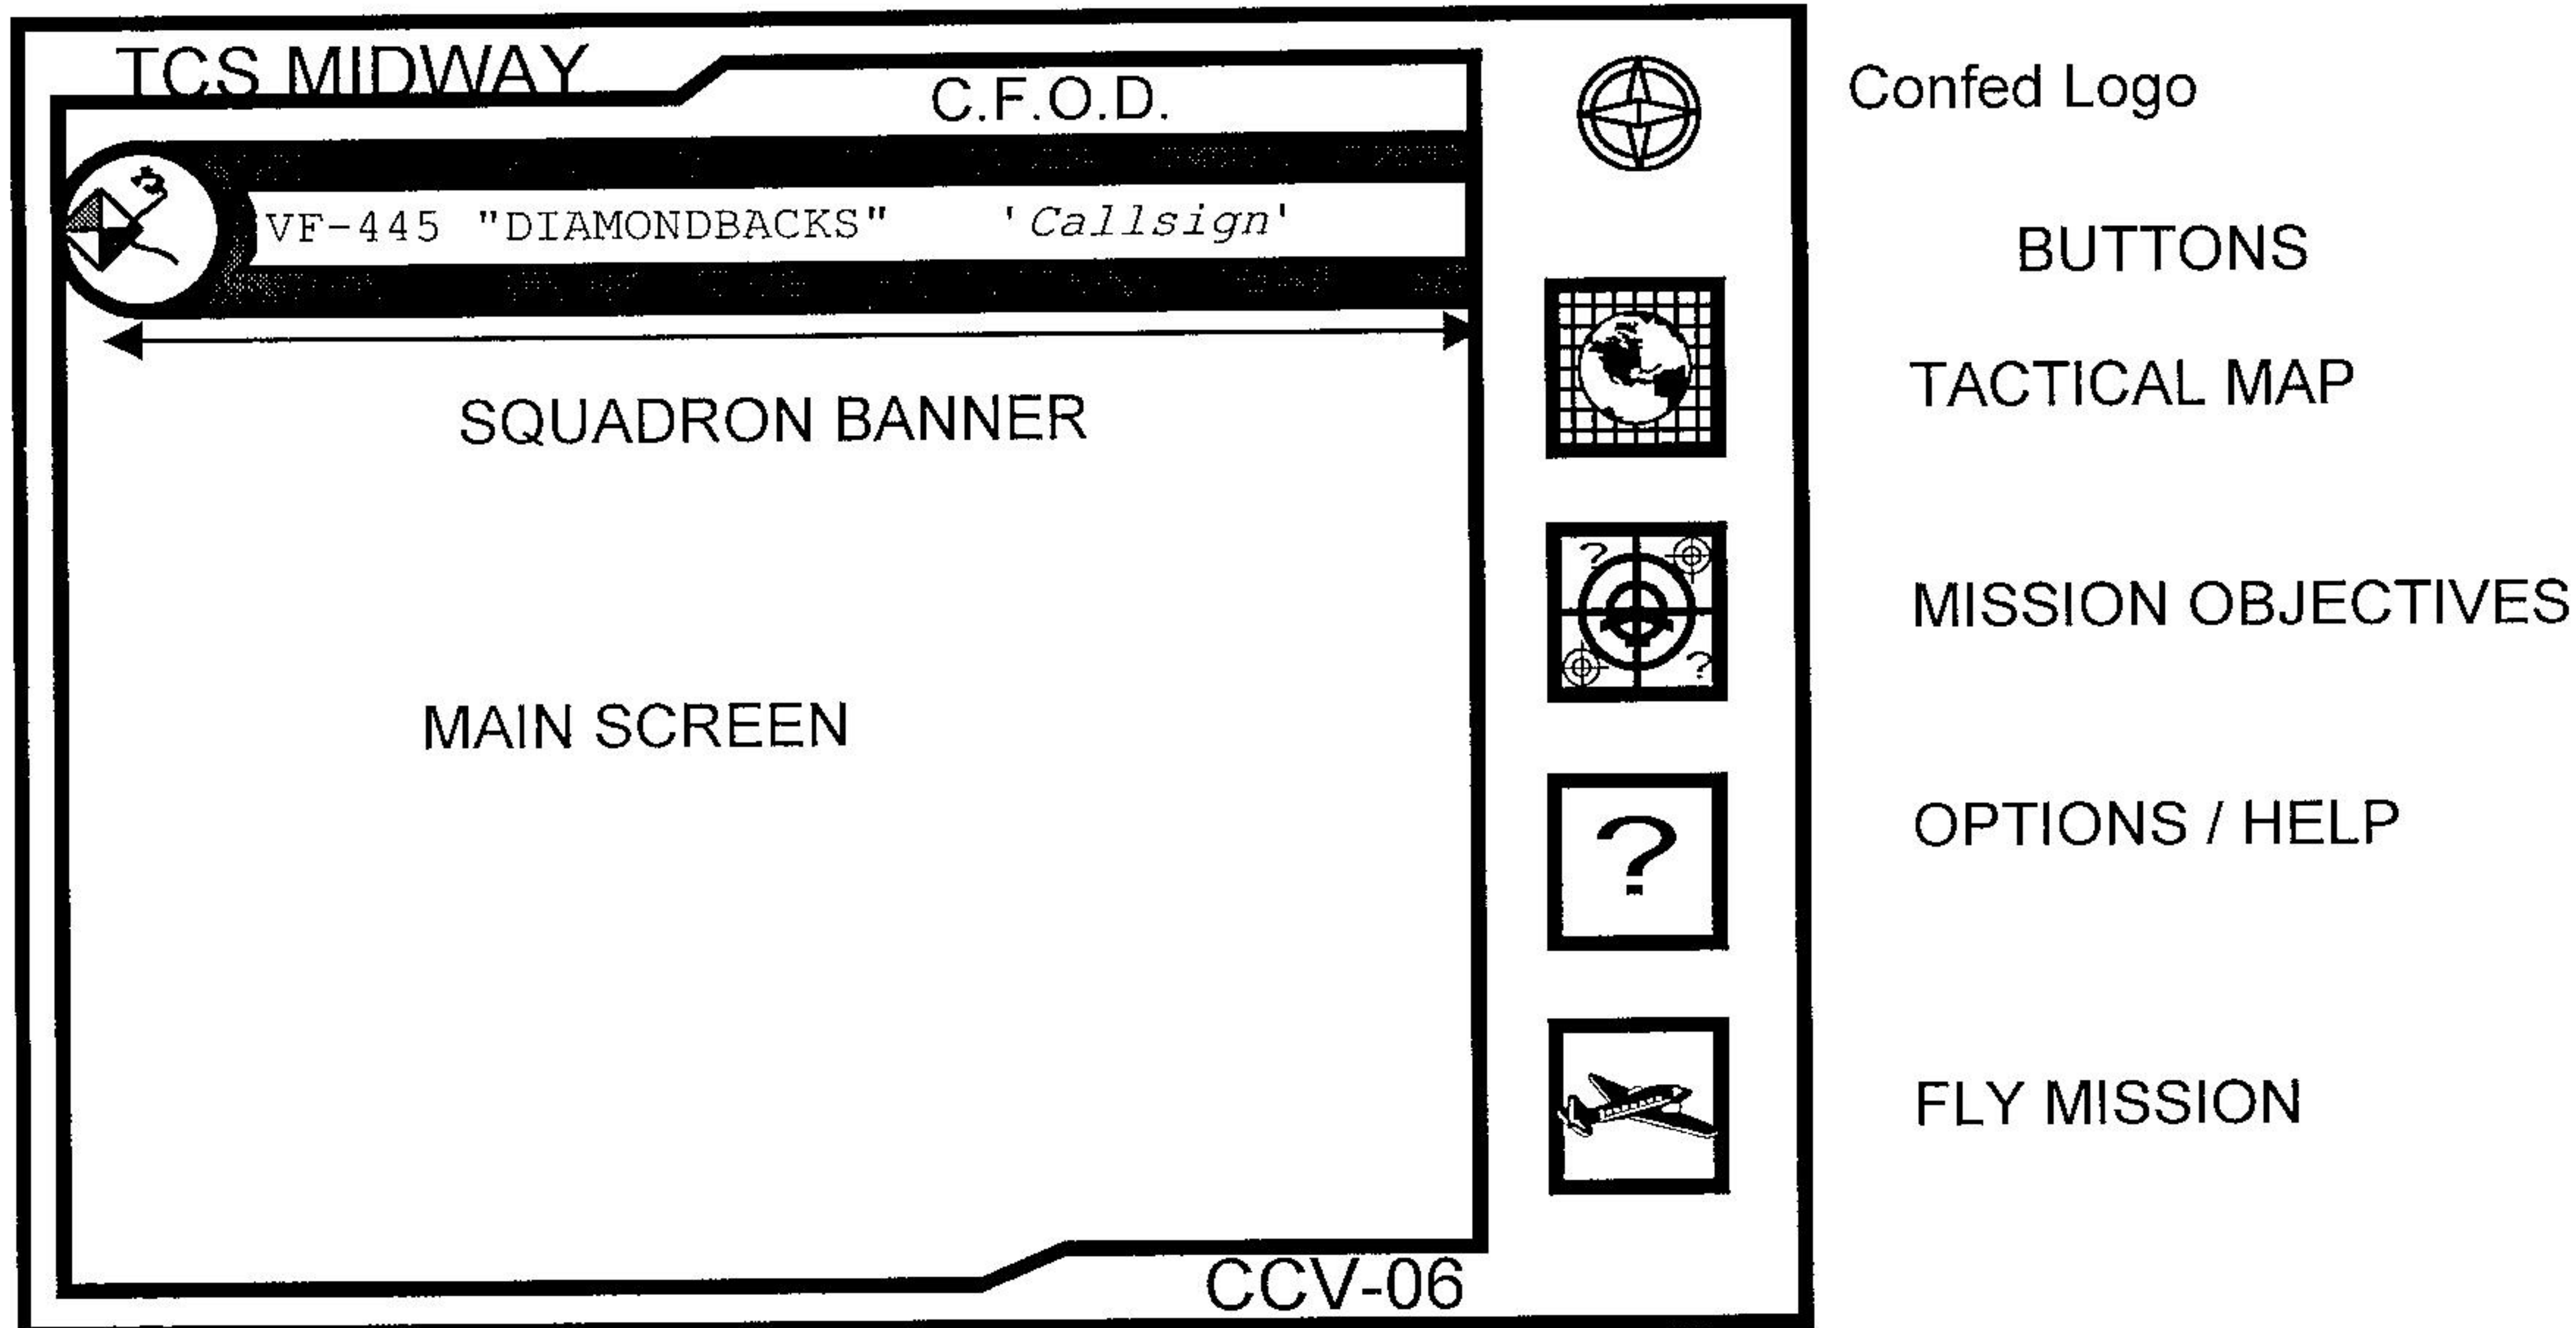 TCS MIDWAY
C.F.O.D.
Confed Logo
VF-445 "DIAMONDBACKS" 'Callsign'
BUTTONS
SQUADRON BANNER
TACTICAL MAP
? 
?
MISSION OBJECTIVES
MAIN SCREEN
?
OPTIONS / HELP
FLY MISSION
CCV-06